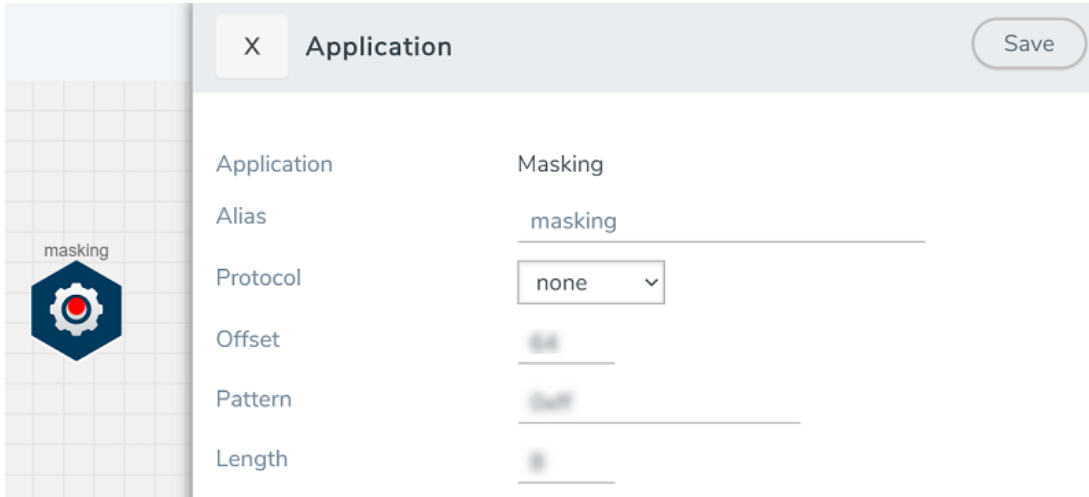 X Application Save
Application Masking
Alias masking
masking
Protocol none
Offset
Pattern
Length